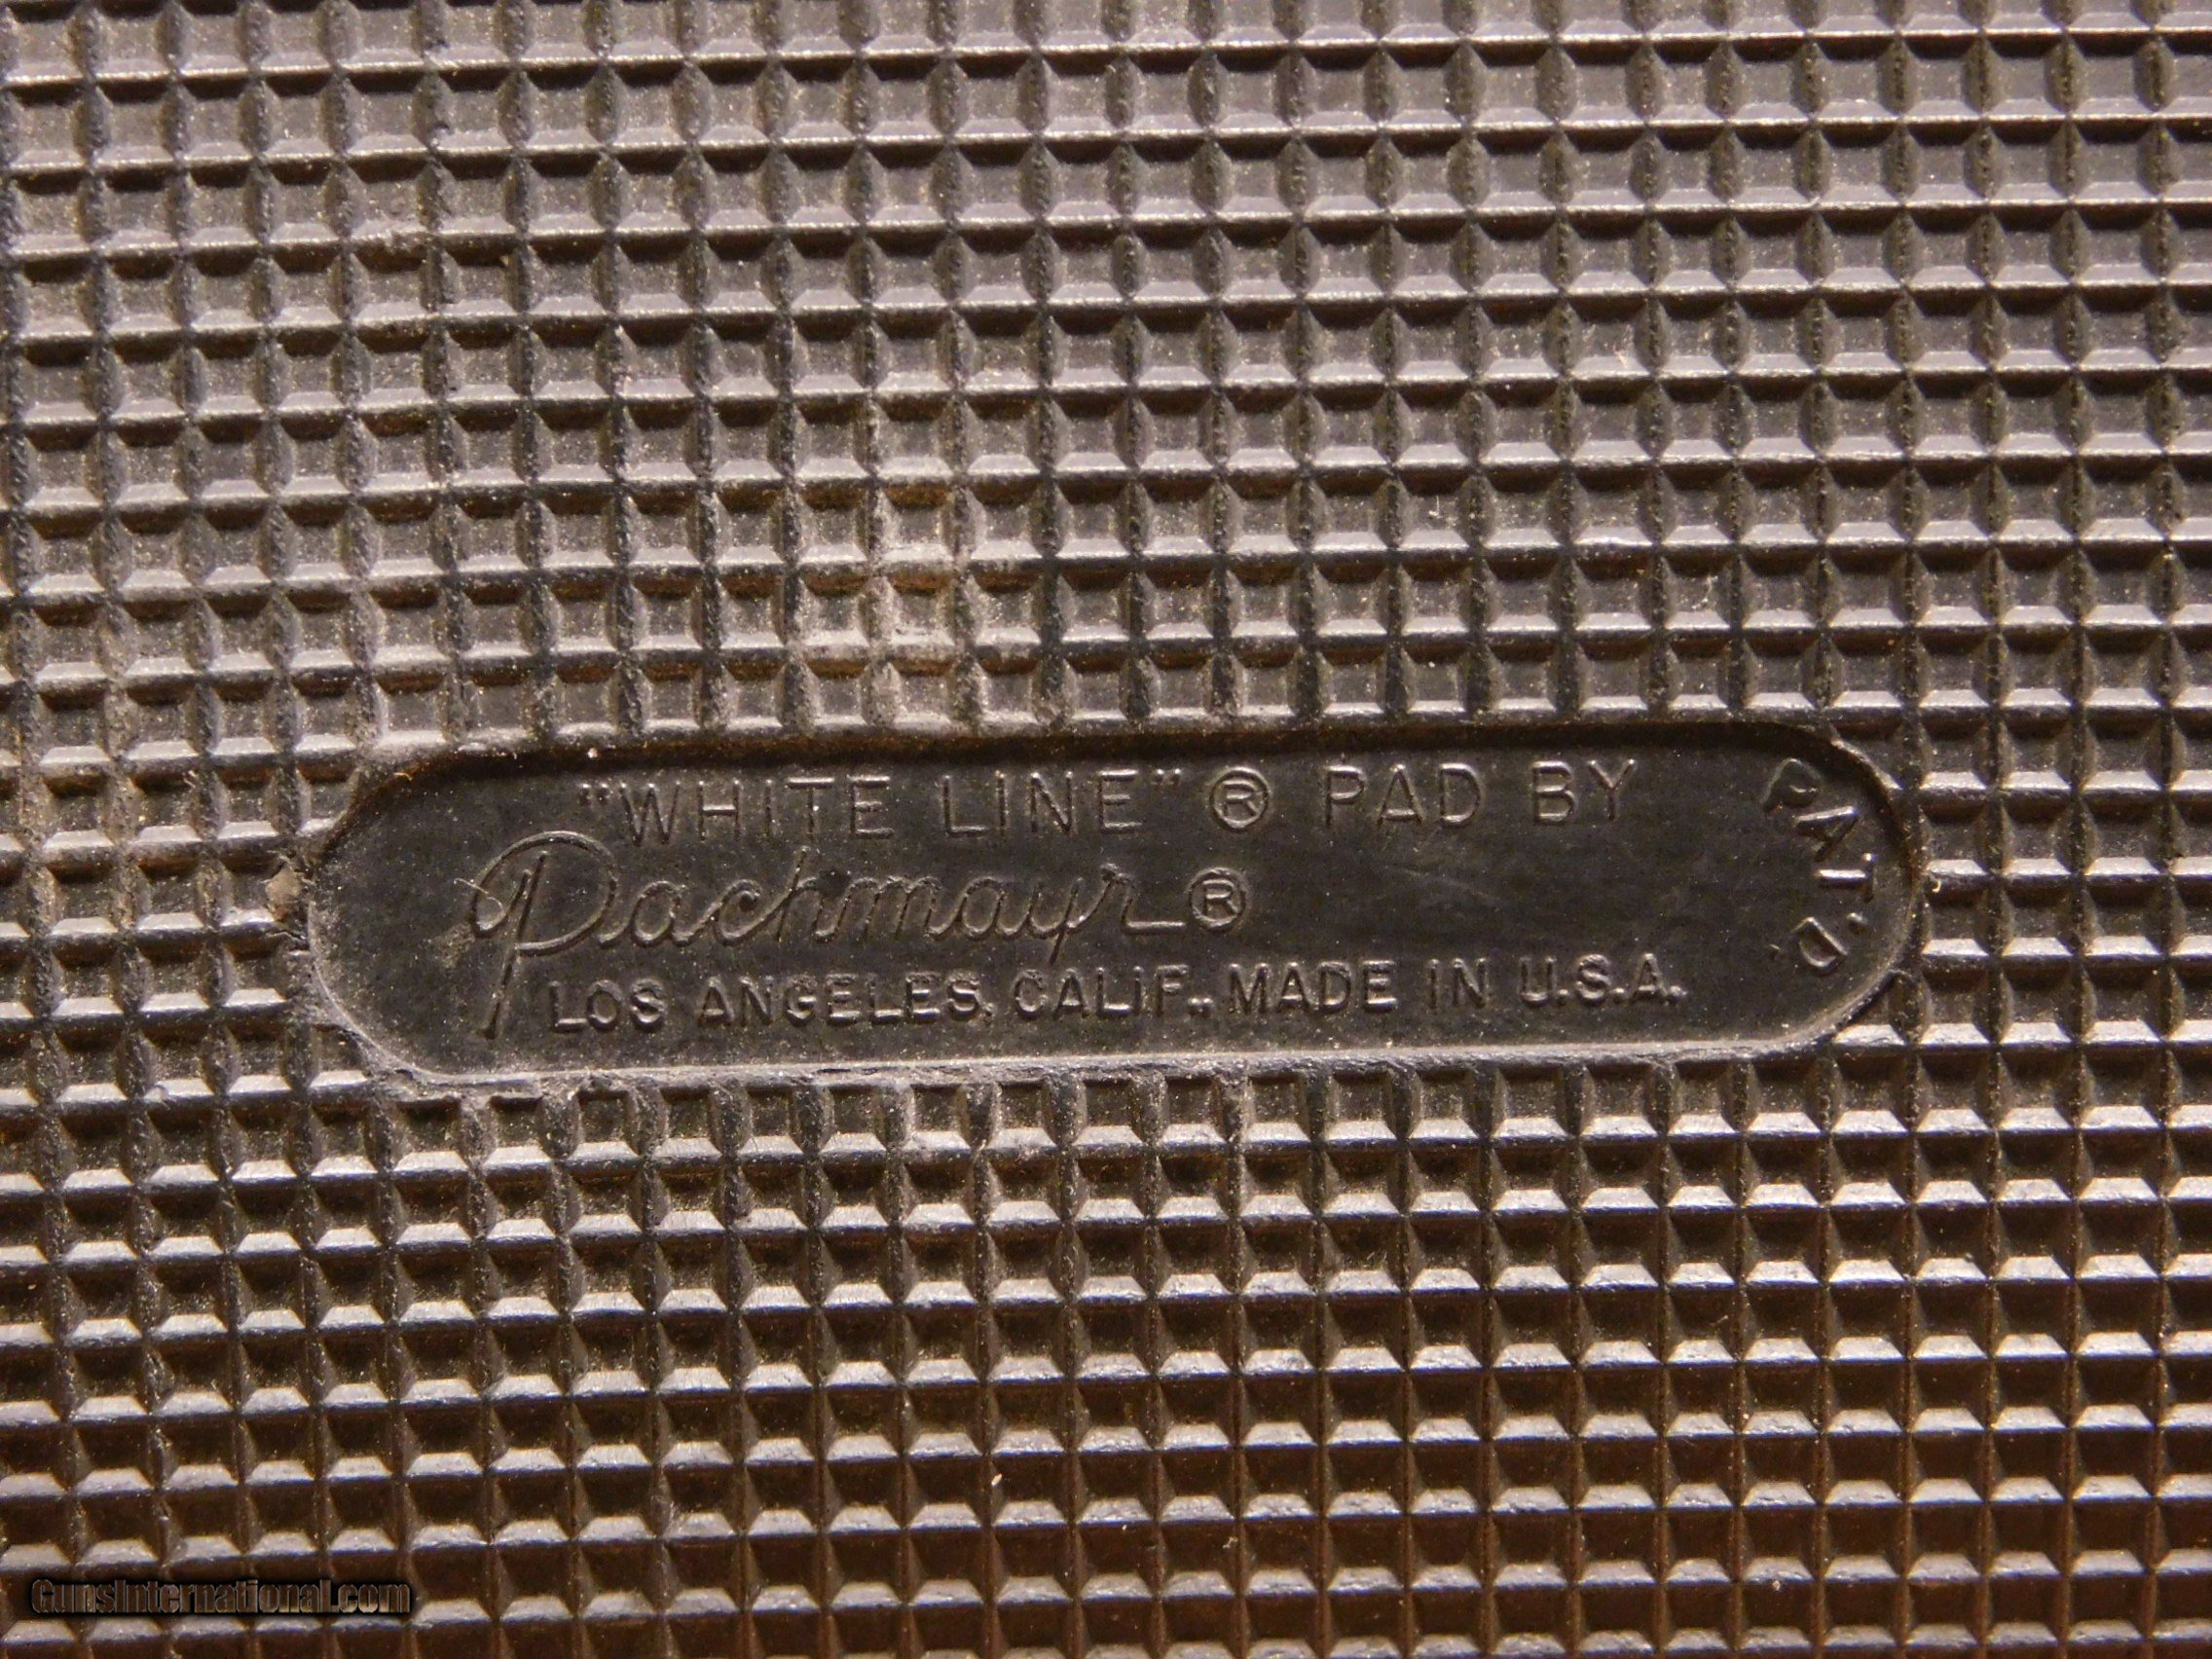 "WHITE LINE" ® PAD BY
Pachmayr ®
LOS ANGELES, CALIF., MADE IN U.S.A.
PAT'D.
GunsInternational.com